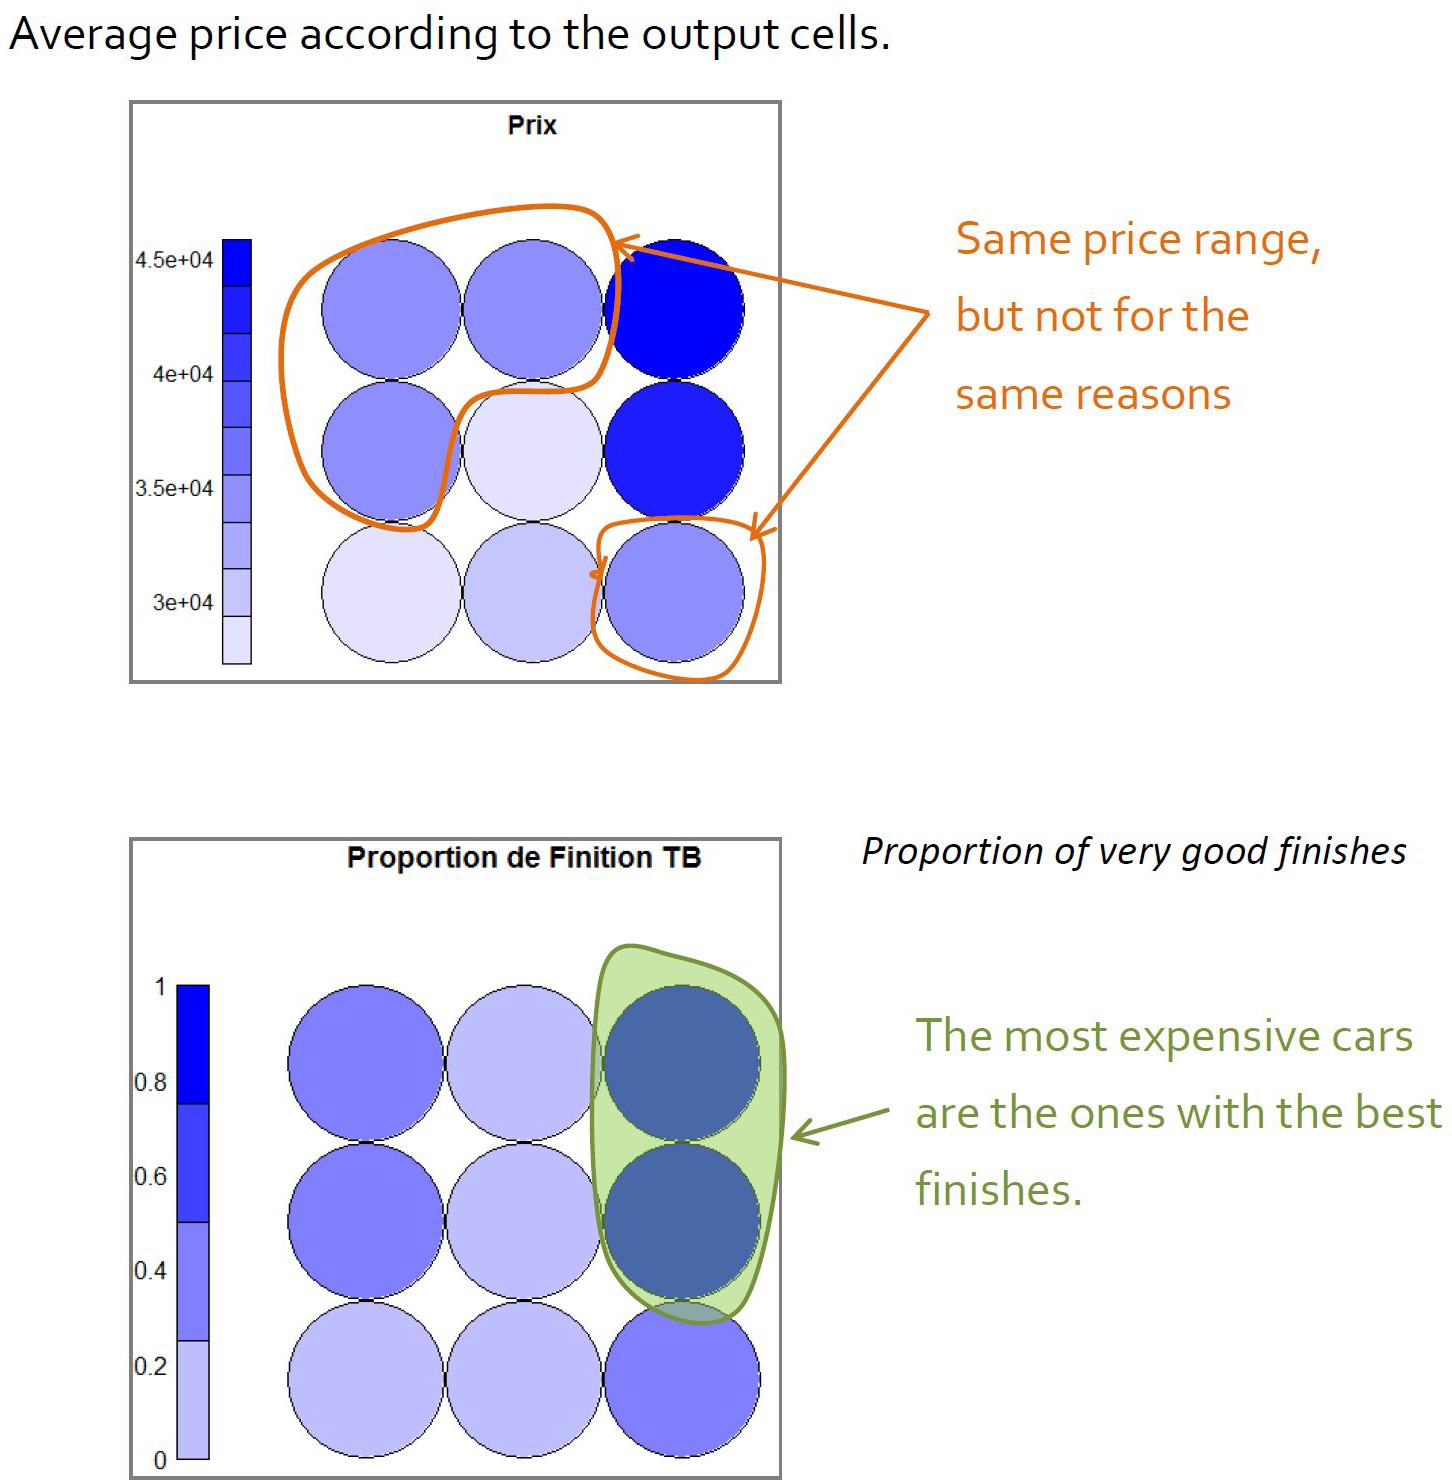 Average price according to the output cells.
Prix
4.5e+04
4e+04
3.5e+04
3e+04
Same price range,
but not for the
same reasons
Proportion de Finition TB
Proportion of very good finishes
1
0.8
0.6
0.4
0.2
0
The most expensive cars
are the ones with the best
finishes.